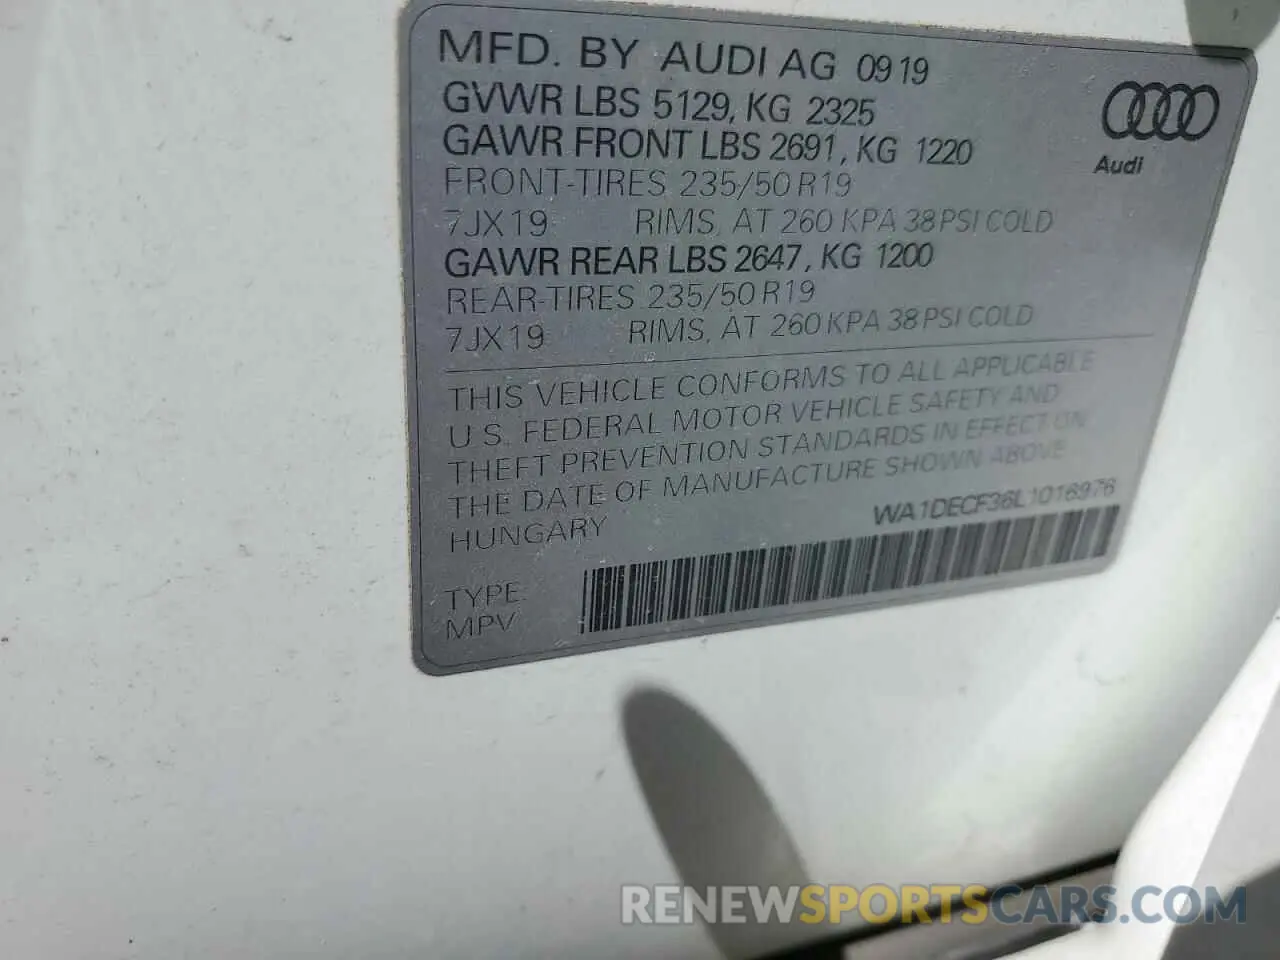 MFD. BY AUDI AG 09 19
GVWR LBS 5129, KG 2325
GAWR FRONT LBS 2691, KG 1220
FRONT-TIRES 235/50 R19
7JX19 RIMS, AT 260 KPA 38 PSI COLD
GAWR REAR LBS 2647, KG 1200
REAR-TIRES 235/50 R19
7JX19 RIMS, AT 260 KPA 38 PSI COLD
Audi
THIS VEHICLE CONFORMS TO ALL APPLICABLE
U.S. FEDERAL MOTOR VEHICLE SAFETY AND
THEFT PREVENTION STANDARDS IN EFFECT ON
THE DATE OF MANUFACTURE SHOWN ABOVE
HUNGARY
WA1DECF36L1016976
TYPE:
MPV
RENEWSPORTSCARS.COM